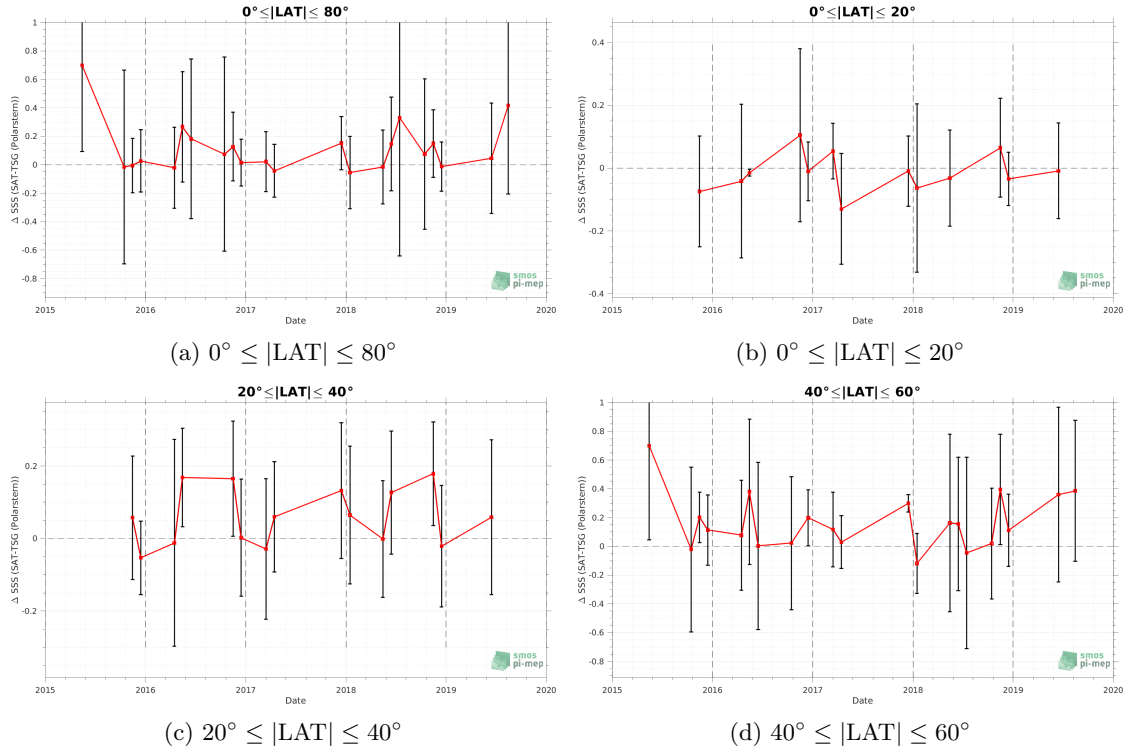 0°≤|LAT|≤ 80°
Δ SSS (SAT-TSG (Polarstern))
1
0.8
0.6
0.4
0.2
0
-0.2
-0.4
-0.6
-0.8
2015 2016 2017 2018 2019 2020
Date
smos
pi-mep
(a) 0° ≤ |LAT| ≤ 80°
0°≤|LAT|≤ 20°
Δ SSS (SAT-TSG (Polarstern))
0.4
0.2
0
-0.2
-0.4
2015 2016 2017 2018 2019 2020
Date
smos
pi-mep
(b) 0° ≤ |LAT| ≤ 20°
20°≤|LAT|≤ 40°
Δ SSS (SAT-TSG (Polarstern))
0.2
0
-0.2
2015 2016 2017 2018 2019 2020
Date
smos
pi-mep
(c) 20° ≤ |LAT| ≤ 40°
40°≤|LAT|≤ 60°
Δ SSS (SAT-TSG (Polarstern))
1
0.8
0.6
0.4
0.2
0
-0.2
-0.4
-0.6
-0.8
2015 2016 2017 2018 2019 2020
Date
smos
pi-mep
(d) 40° ≤ |LAT| ≤ 60°